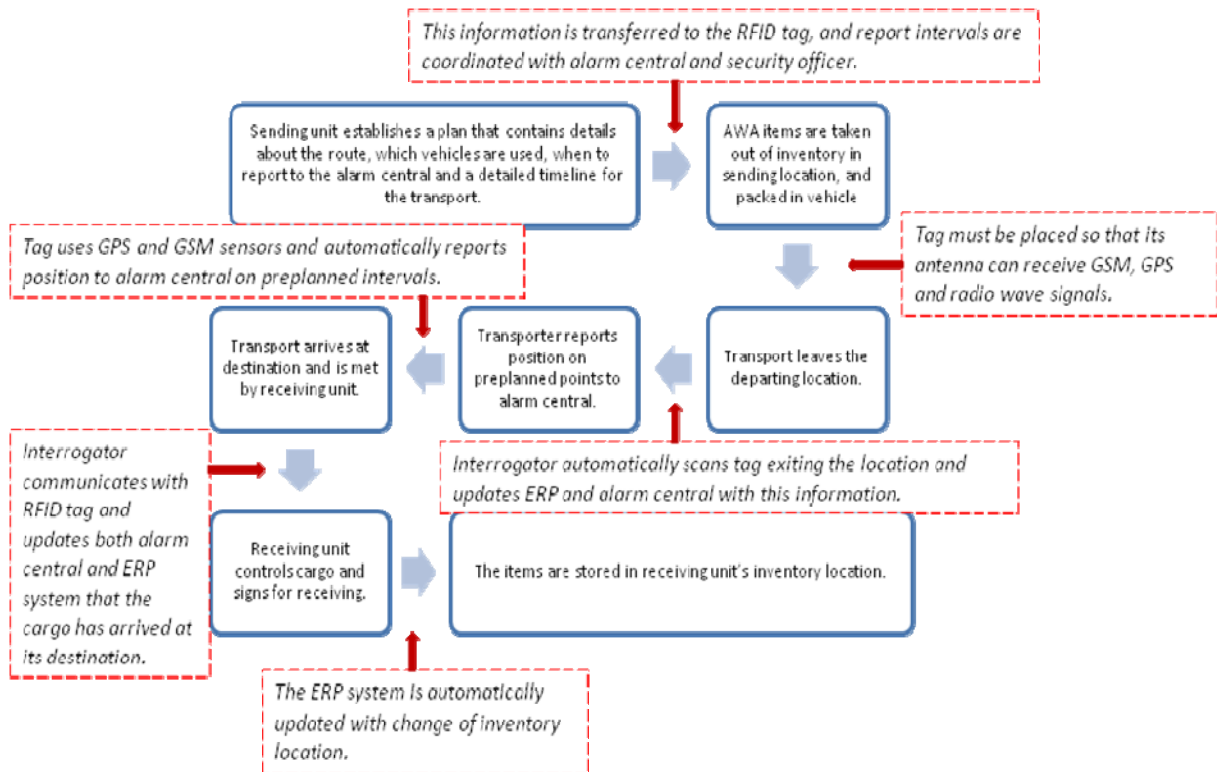 This information is transferred to the RFID tag, and report intervals are
coordinated with alarm central and security officer.
Sending unit establishes a plan that contains details
about the route, which vehicles are used, when to
report to the alarm central and a detailed timeline for
the transport.
AWA items are taken
out of inventory in
sending location, and
packed in vehicle
Tag uses GPS and GSM sensors and automatically reports
position to alarm central on preplanned intervals.
Tag must be placed so that its
antenna can receive GSM, GPS
and radio wave signals.
Transport arrives at
destination and is met
by receiving unit.
Transporter reports
position on
preplanned points to
alarm central.
Transport leaves the
departing location.
Interrogator
communicates with
RFID tag and
updates both alarm
central and ERP
system that the
cargo has arrived at
its destination.
Interrogator automatically scans tag exiting the location and
updates ERP and alarm central with this information.
Receiving unit
controls cargo and
signs for receiving.
The items are stored in receiving unit's inventory location.
The ERP system is automatically
updated with change of inventory
location.